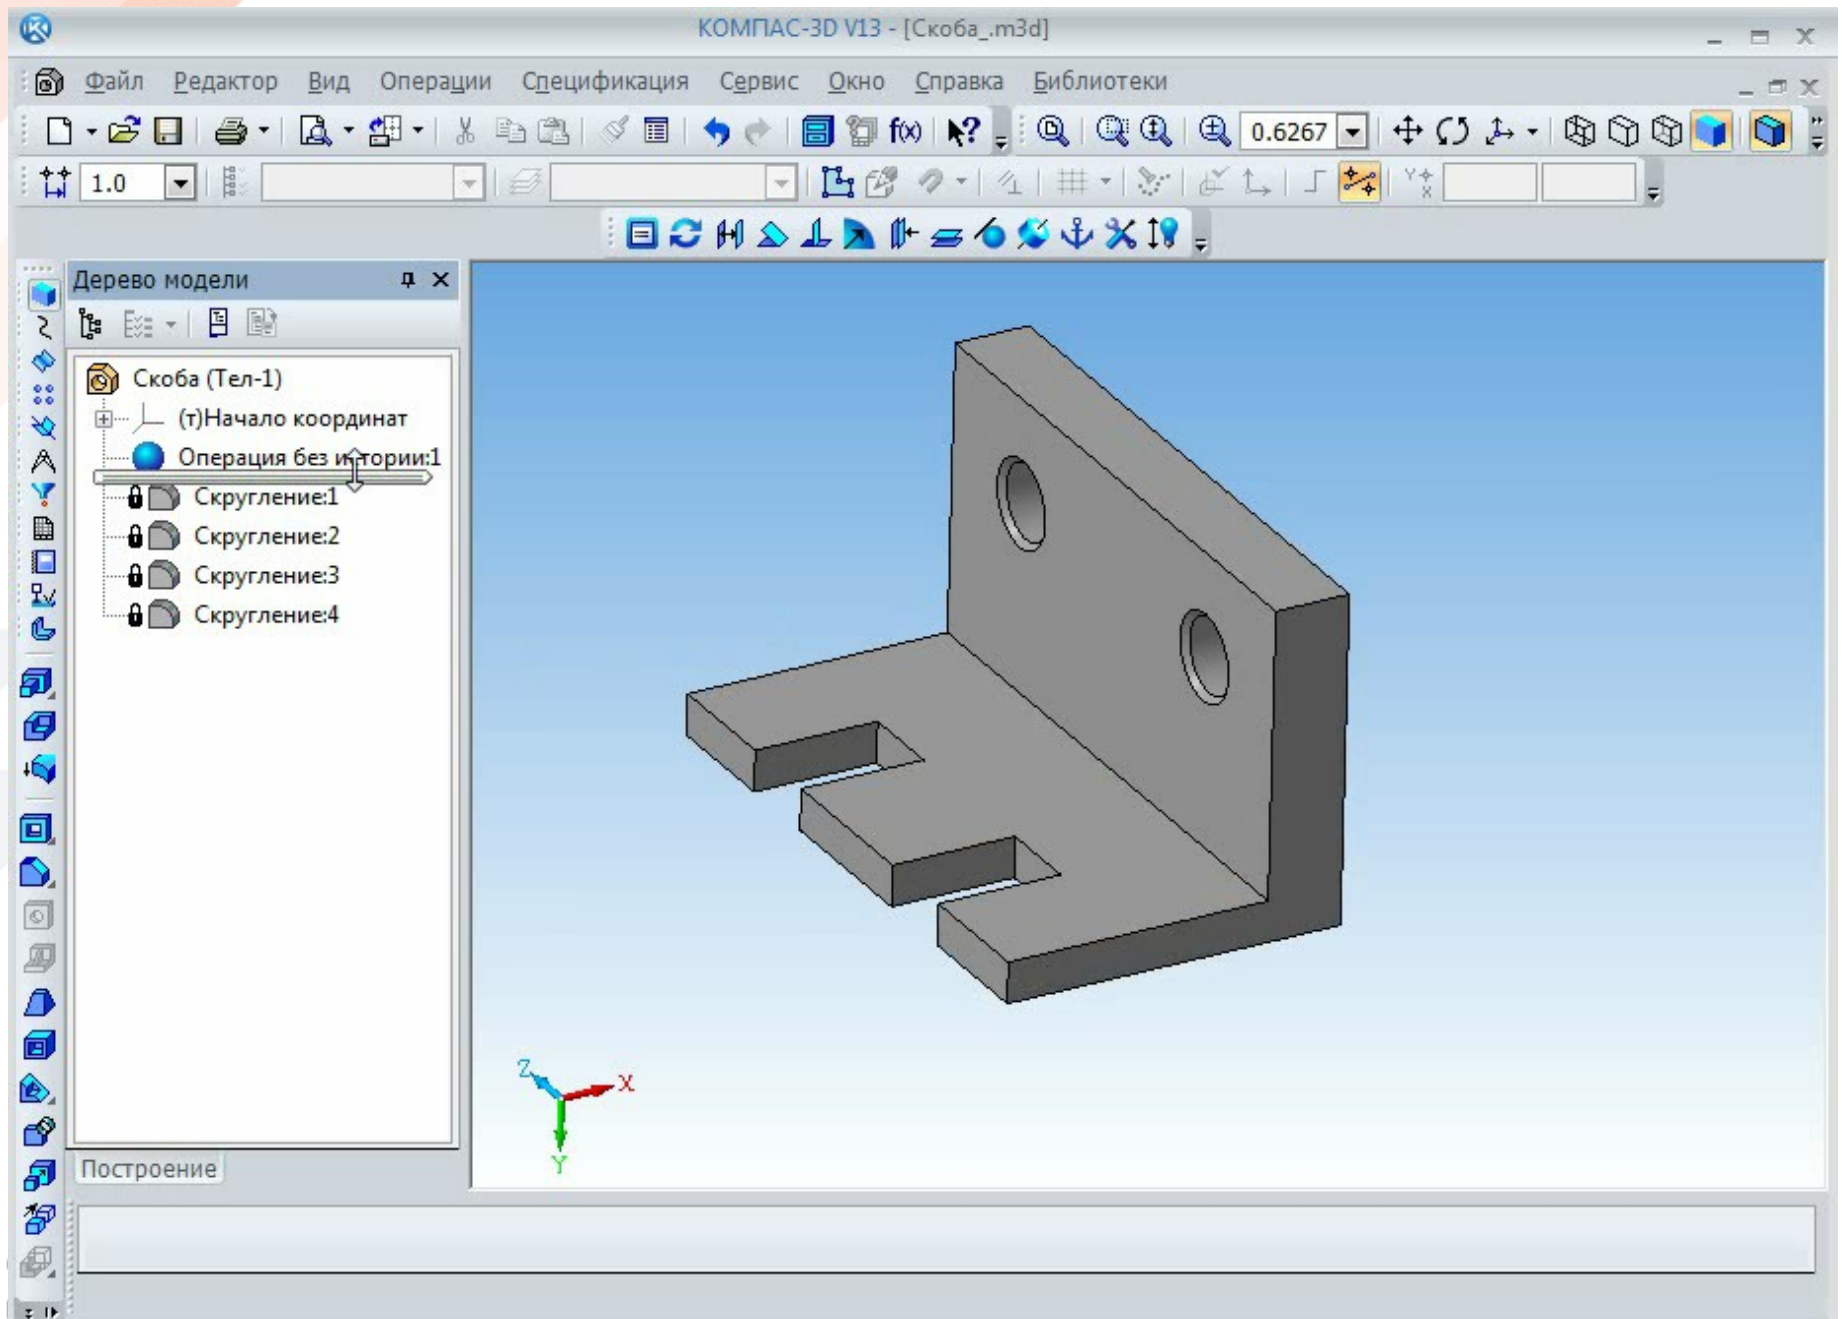 КОМПАС-3D V13 - [Скоба_.m3d]
Файл Редактор Вид Операции Спецификация Сервис Окно Справка Библиотеки
f(x) 0.6267
1.0
Дерево модели
Скоба (Тел-1)
(т)Начало координат
Операция без истории:1
Скругление:1
Скругление:2
Скругление:3
Скругление:4
Z
X
Y
Построение